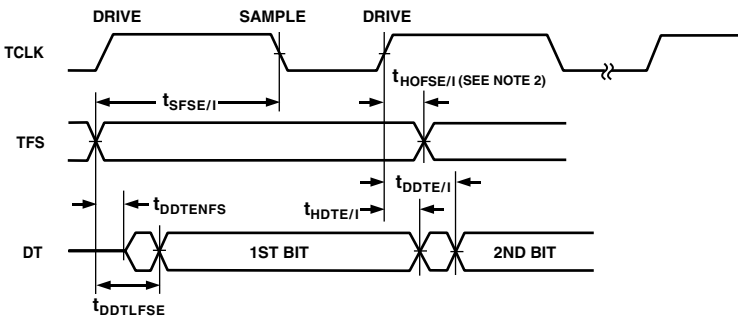 DRIVE SAMPLE DRIVE
TCLK
tHOFSE/I (SEE NOTE 2)
tSFSE/I
TFS
tDDTE/I
tDDTENFS
tHDTE/I
DT
1ST BIT
2ND BIT
tDDTLFSE